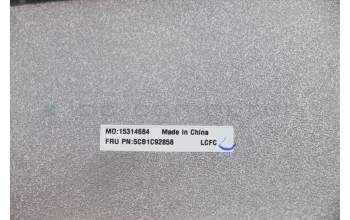 MO:15314684 Made in China
FRU PN:5CB1C92858 LCFC